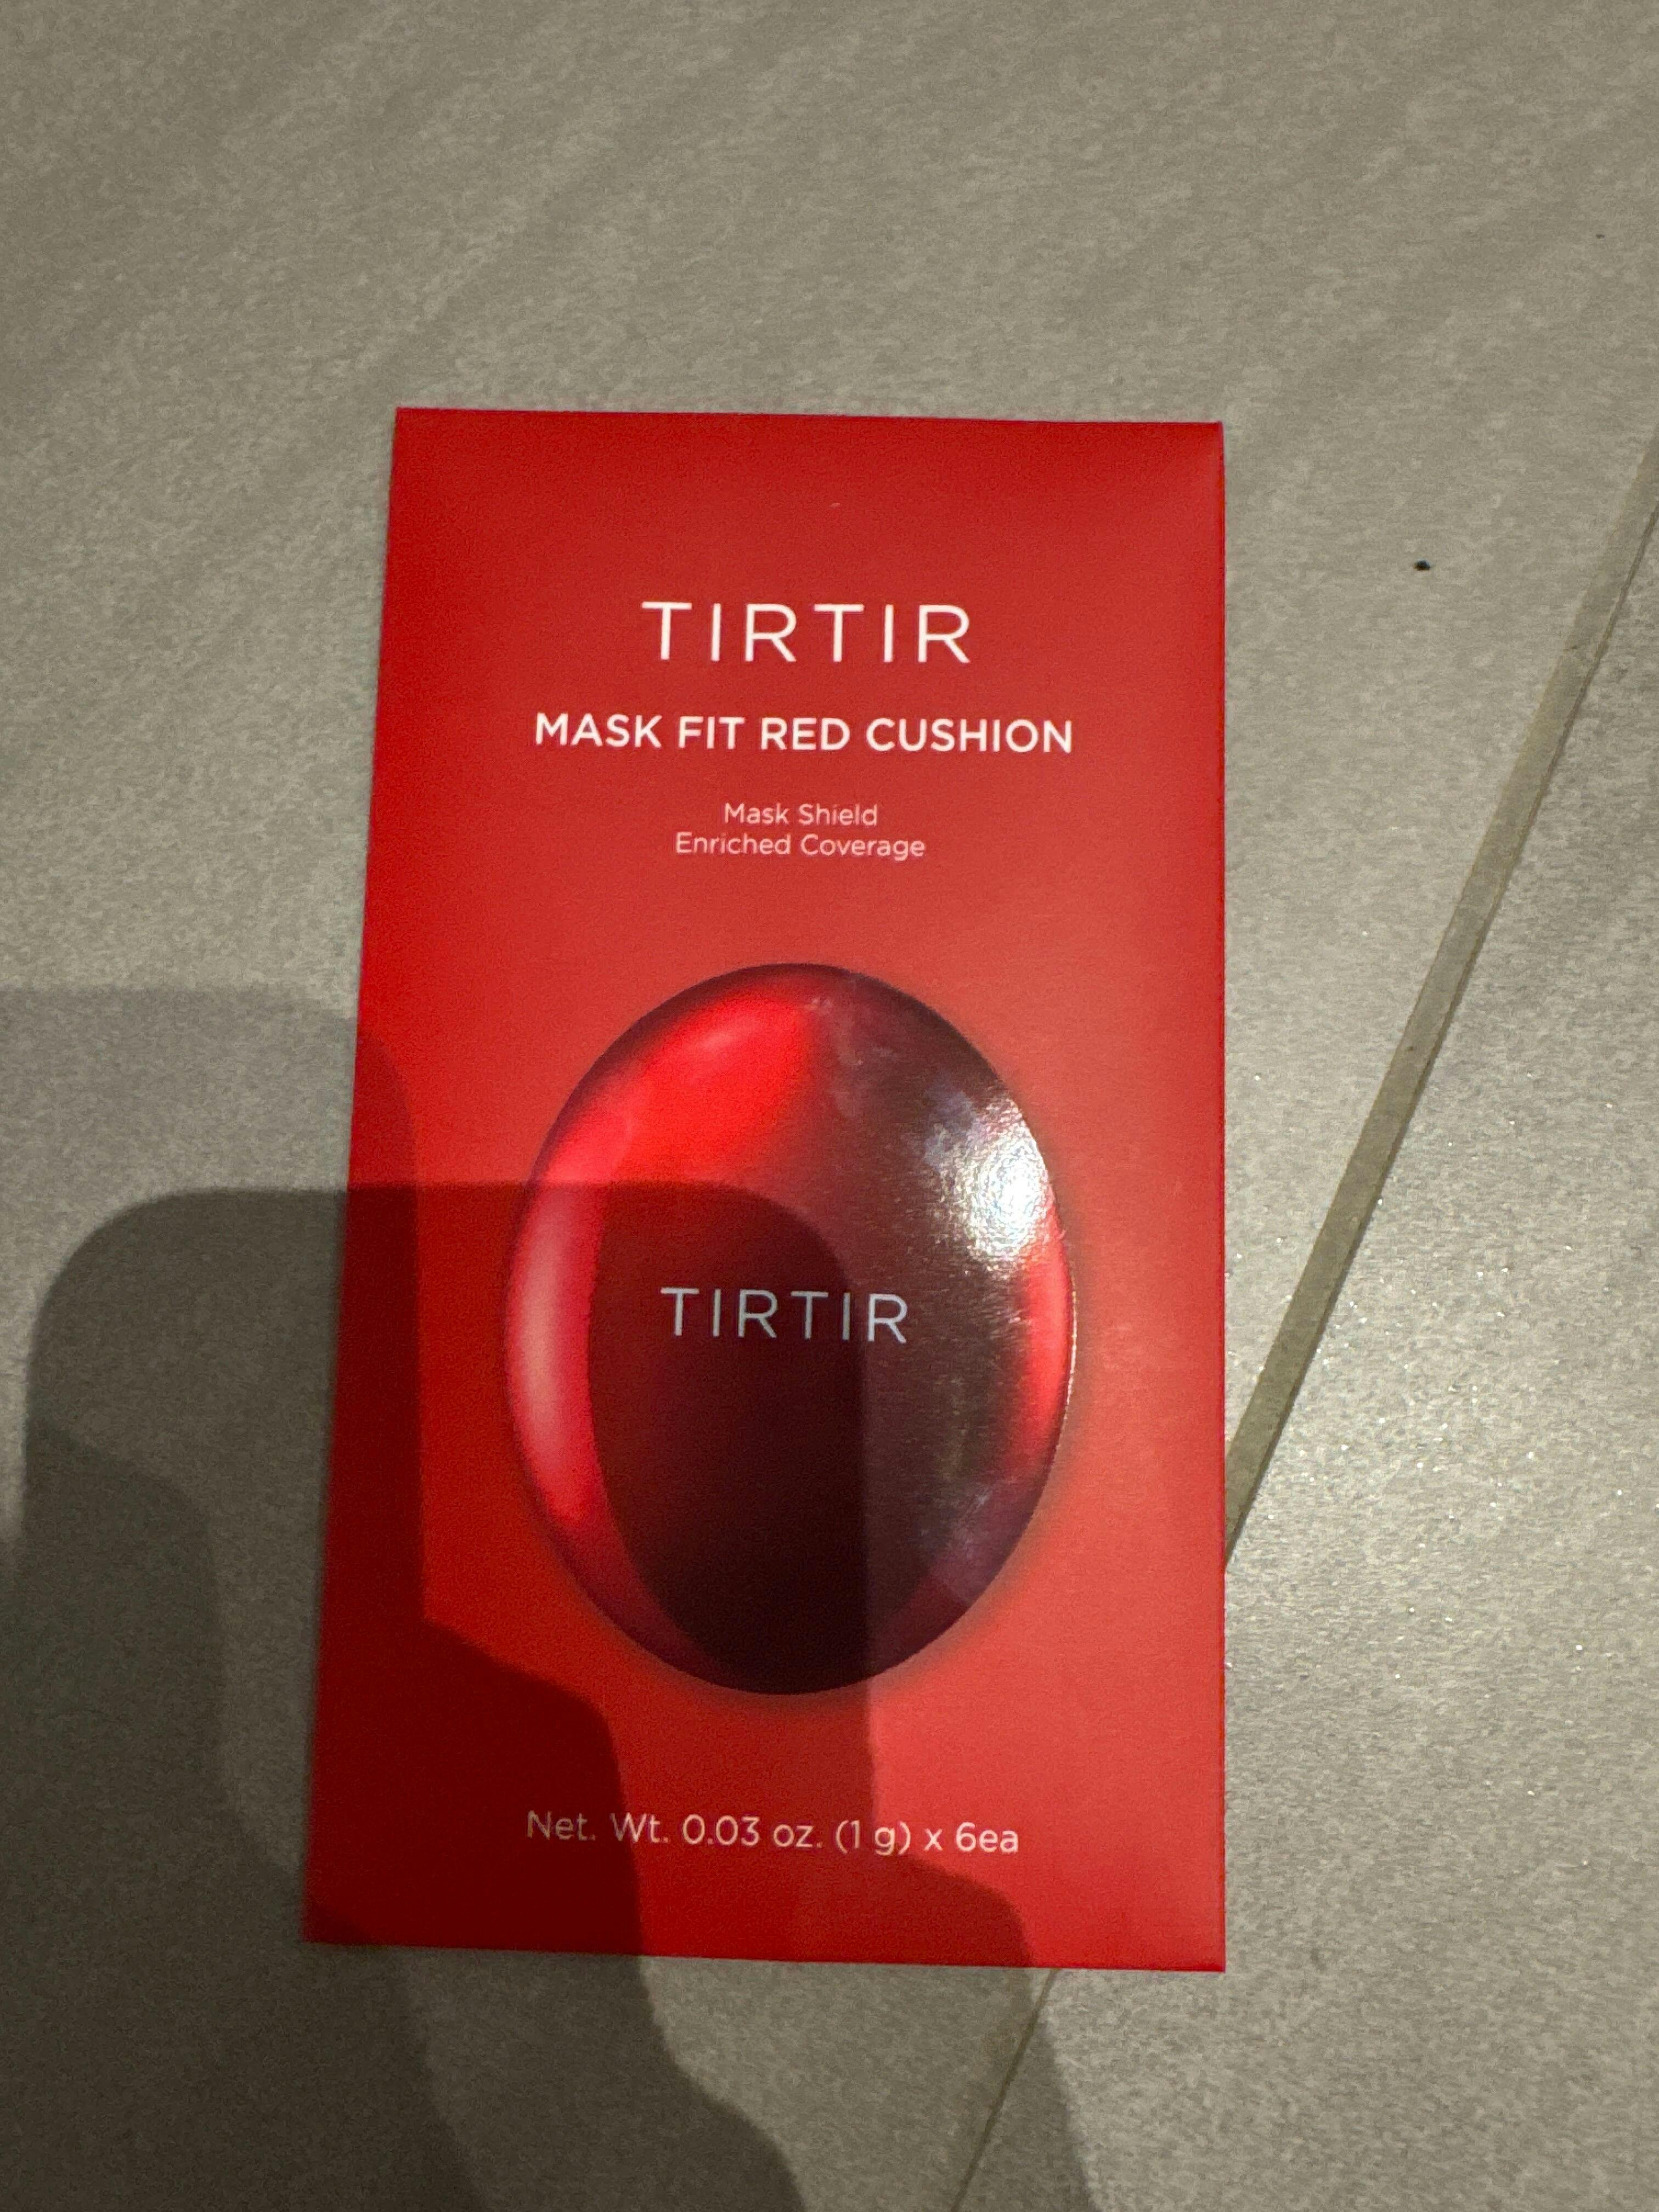 TIRTIR
MASK FIT RED CUSHION
Mask Shield
Enriched Coverage
TIRTIR
Net. Wt. 0.03 oz. (1 g) x 6ea